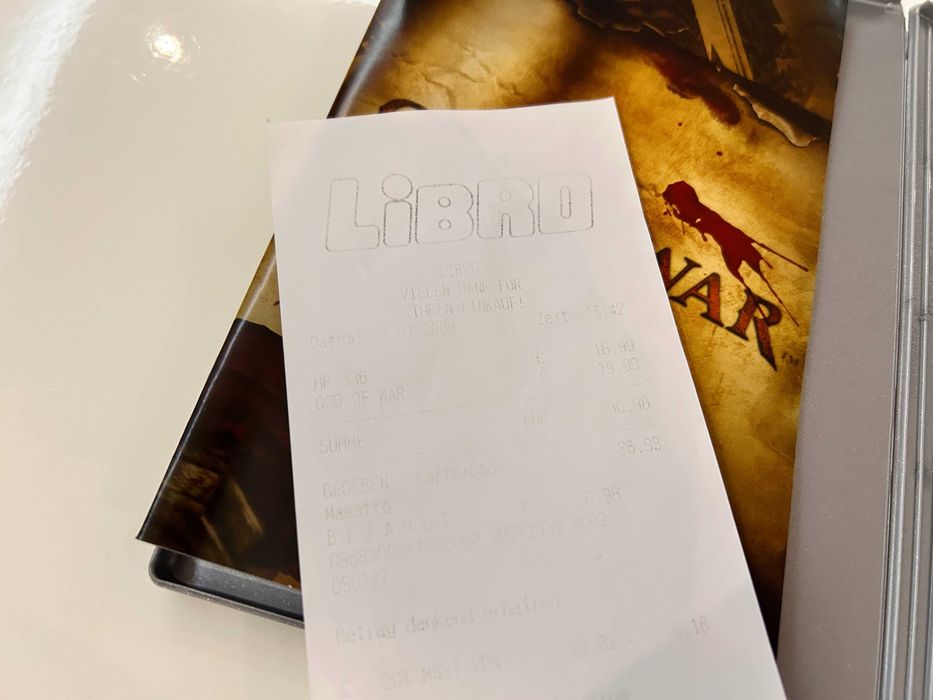 LiBRO
LIBRO
VIELEN DANK FÜR
IHREN EINKAUF!
Datum: 27.01.2009 Zeit: 15:42
HP 336 € 16.99
GOD OF WAR € 19.99
SUMME EUR 36.98
GEGEBEN Karte+Code 36.98
Maestro
B E Z A H L T € 36.98
0002
090127
Betrag dankend erhalten
C 20% MWST VON 6.16
WAR